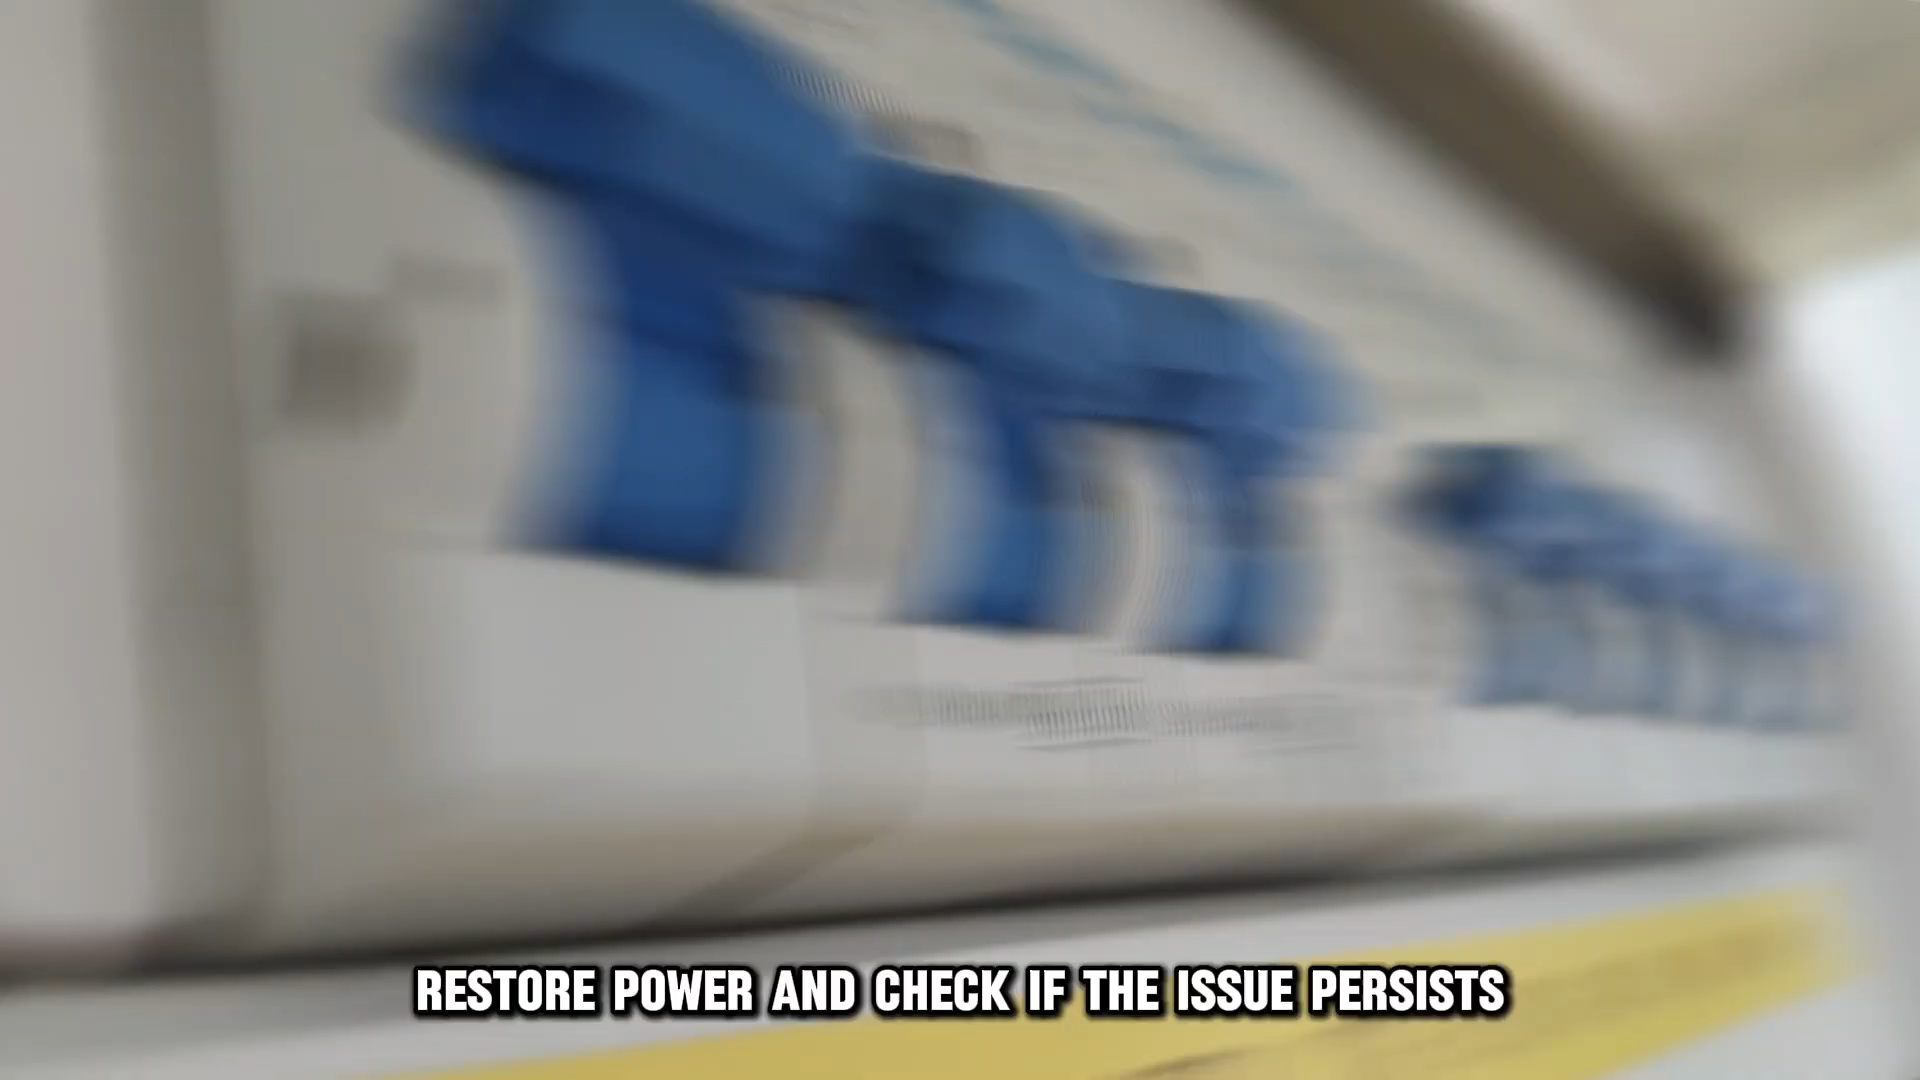 RESTORE POWER AND CHECK IF THE ISSUE PERSISTS